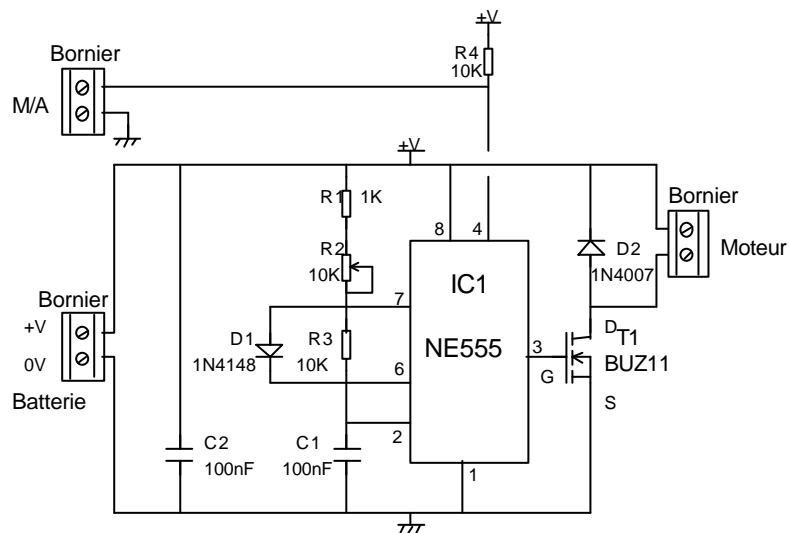 +V
Bornier
R4
10K
M/A
+V
R1 1K
Bornier
8 4
R2
10K
D2
Moteur
1N4007
IC1
Bornier
7
+V
D1
R3
D
T1
1N4148
10K
NE555
3
BUZ11
0V
6
G
Batterie
S
2
C2
C1
100nF
100nF
1